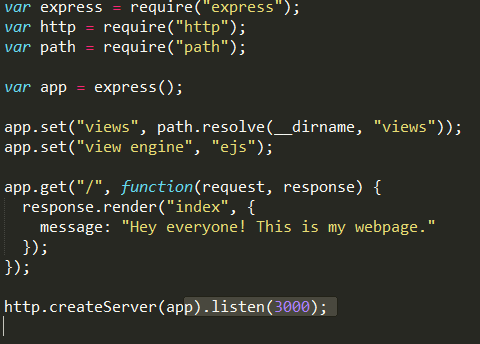 var express = require("express");
var http = require("http");
var path = require("path");
var app = express();
app.set("views", path.resolve(__dirname, "views"));
app.set("view engine", "ejs");
app.get("/", function(request, response) {
response.render("index", {
message: "Hey everyone! This is my webpage."
});
});
http.createServer(app).listen(3000);